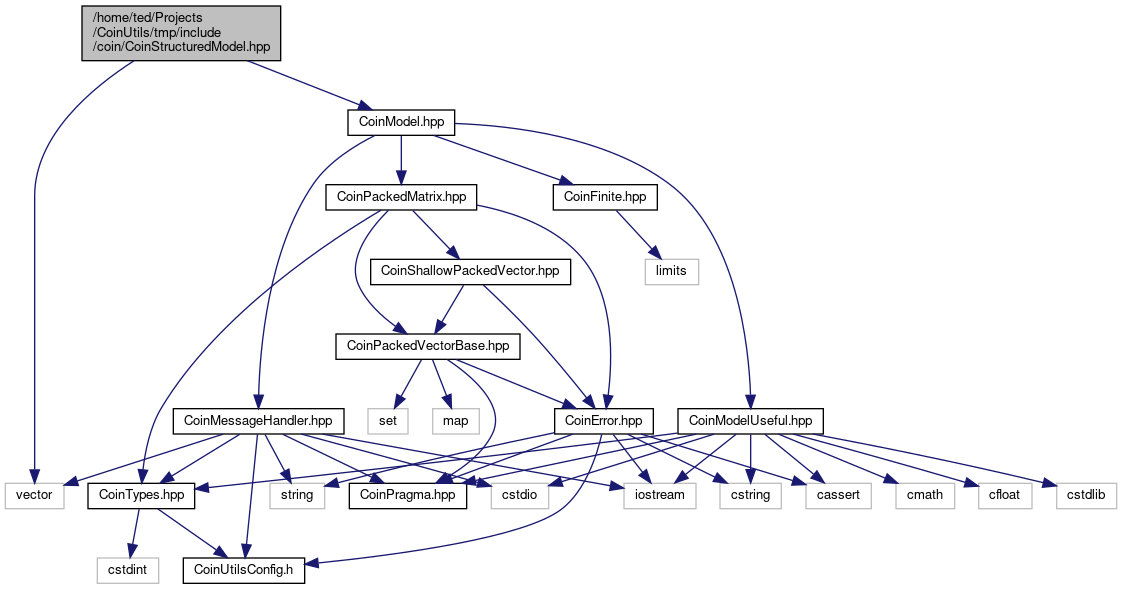 /home/ted/Projects
/CoinUtils/tmp/include
/coin/CoinStructuredModel.hpp
CoinModel.hpp
CoinPackedMatrix.hpp
CoinFinite.hpp
CoinShallowPackedVector.hpp
limits
CoinPackedVectorBase.hpp
CoinMessageHandler.hpp
set
map
CoinError.hpp
CoinModelUseful.hpp
vector
CoinTypes.hpp
string
CoinPragma.hpp
cstdio
iostream
cstring
cassert
cmath
cfloat
cstdlib
cstdint
CoinUtilsConfig.h